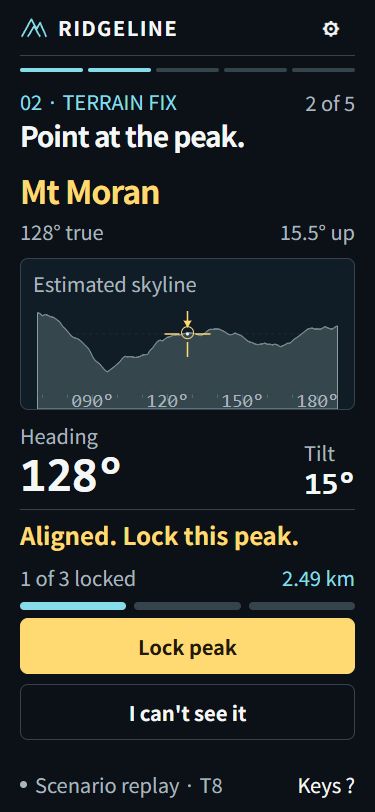 RIDGELINE
02 · TERRAIN FIX
2 of 5
Point at the peak.
Mt Moran
128° true
15.5° up
Estimated skyline
090° 120° 150° 180°
Heading
128°
Tilt
15°
Aligned. Lock this peak.
1 of 3 locked
2.49 km
Lock peak
I can't see it
Scenario replay · T8
Keys ?